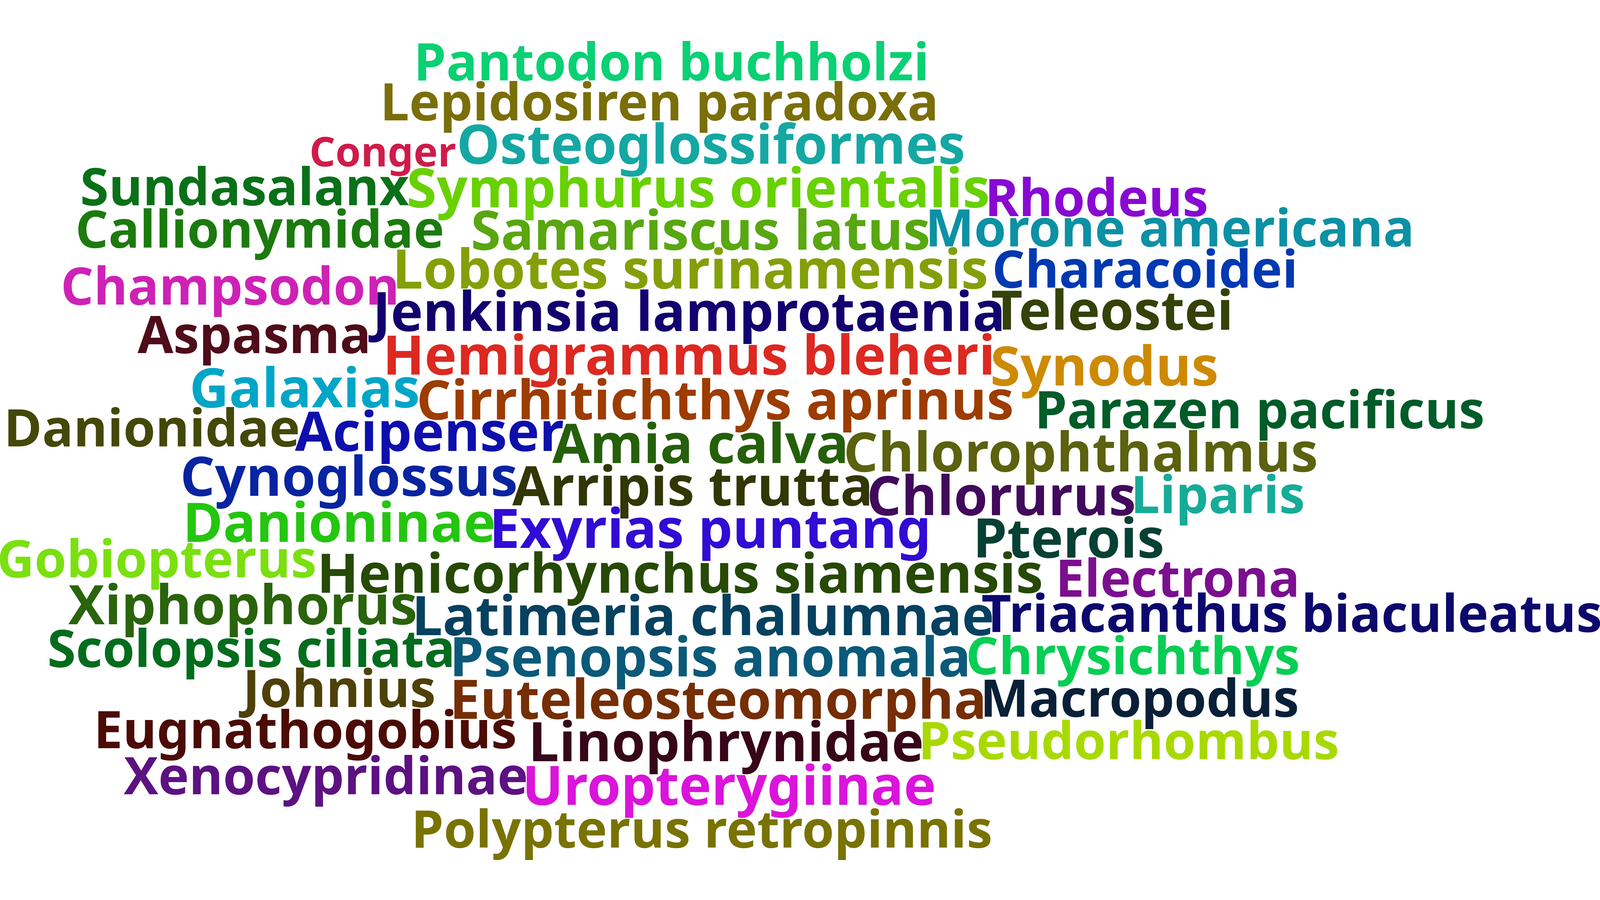 Pantodon buchholzi
Lepidosiren paradoxa
Conger Osteoglossiformes
Sundasalanx Symphurus orientalis Rhodeus
Callionymidae Samariscus latus Morone americana
Champsodon Lobotes surinamensis Characoidei
Jenkinsia lamprotaenia Teleostei
Aspasma Hemigrammus bleheri Synodus
Galaxias Cirrhitichthys aprinus Parazen pacificus
Danionidae Acipenser Amia calva Chlorophthalmus
Cynoglossus Arripis trutta Chlorurus Liparis
Danioninae Exyrias puntang Pterois
Gobiopterus Henicorhynchus siamensis Electrona
Xiphophorus Latimeria chalumnae Triacanthus biaculeatus
Scolopsis ciliata Psenopsis anomala Chrysichthys
Johnius Euteleosteomorpha Macropodus
Eugnathogobius Linophrynidae Pseudorhombus
Xenocypridinae Uropterygiinae
Polypterus retropinnis